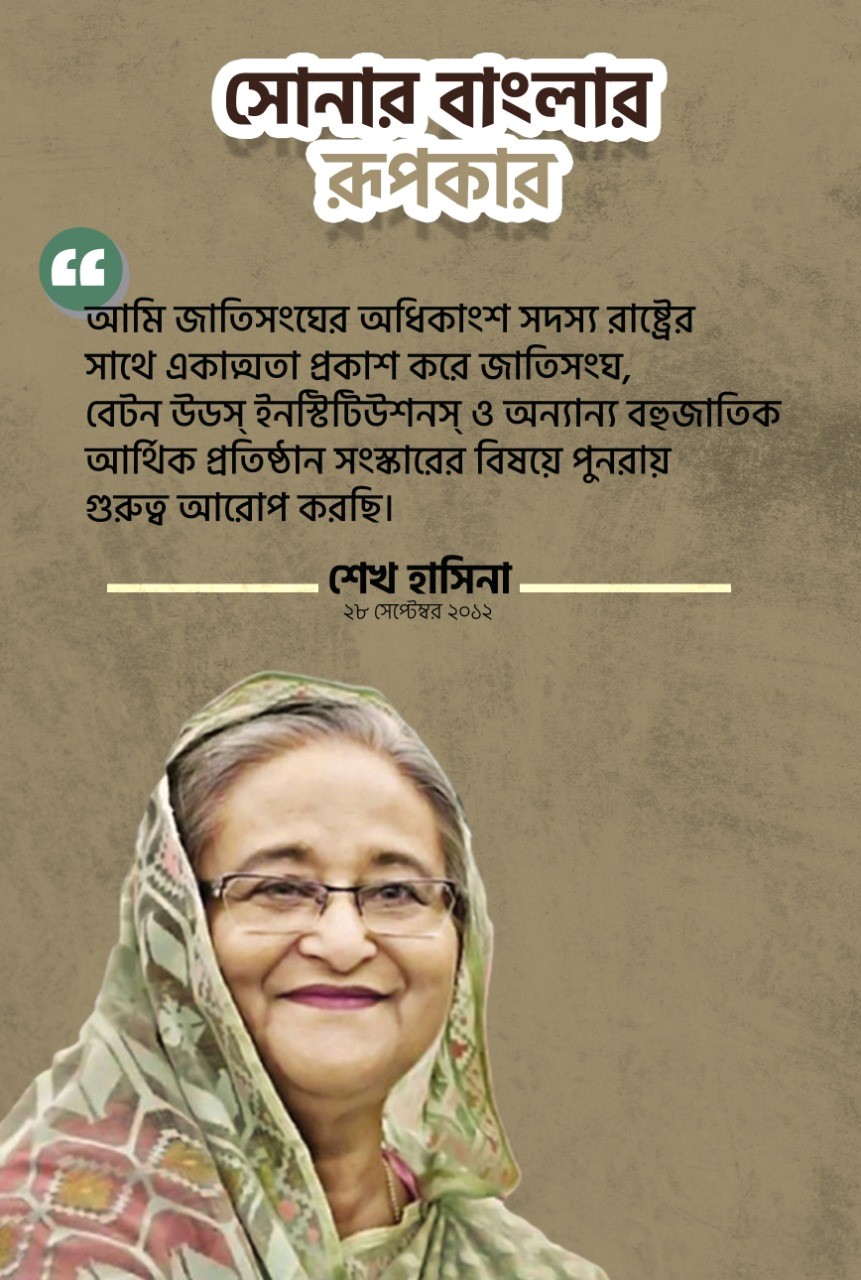 সোনার বাংলার
রূপকার
“
আমি জাতিসংঘের অধিকাংশ সদস্য রাষ্ট্রের
সাথে একাত্মতা প্রকাশ করে জাতিসংঘ,
বেটন উডস্ ইনস্টিটিউশনস্ ও অন্যান্য বহুজাতিক
আর্থিক প্রতিষ্ঠান সংস্কারের বিষয়ে পুনরায়
গুরুত্ব আরোপ করছি।
শেখ হাসিনা
২৮ সেপ্টেম্বর ২০১২